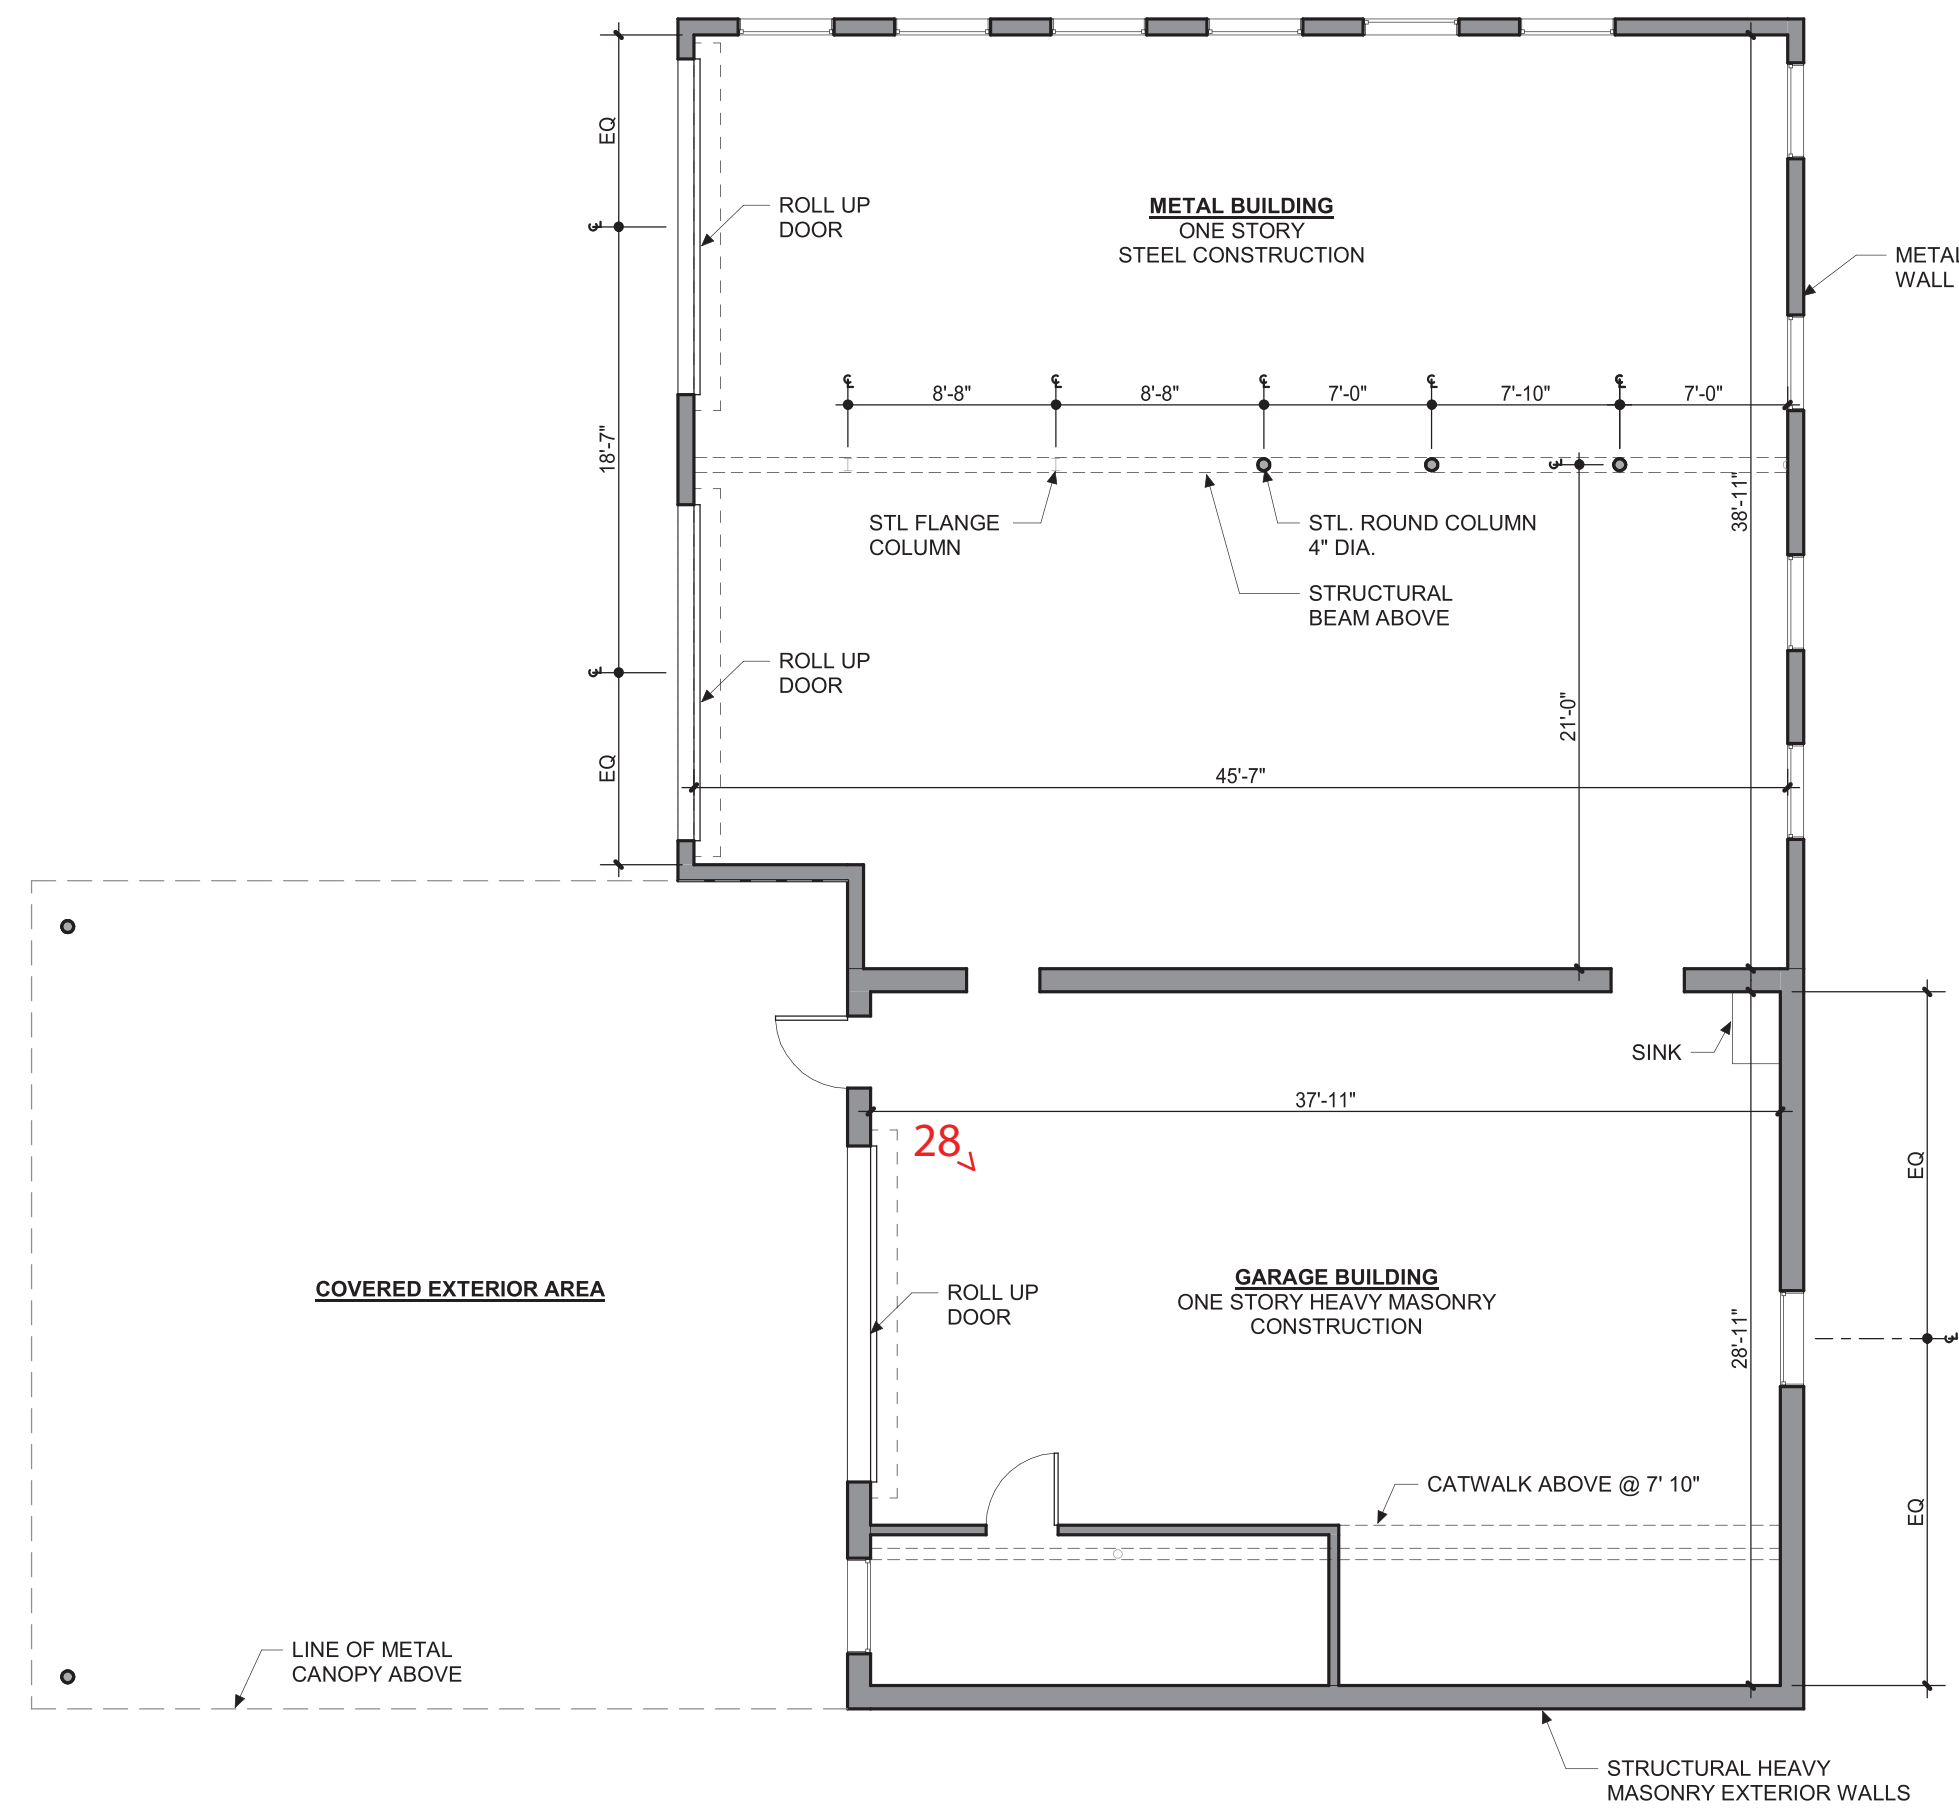 EQ
ROLL UP
DOOR
METAL BUILDING
ONE STORY
STEEL CONSTRUCTION
METAL
WALL
8'-8"
8'-8"
7'-0"
7'-10"
7'-0"
18'-7"
38'-11"
STL FLANGE
COLUMN
STL. ROUND COLUMN
4" DIA.
STRUCTURAL
BEAM ABOVE
ROLL UP
DOOR
21'-0"
EQ
45'-7"
SINK
37'-11"
28
EQ
COVERED EXTERIOR AREA
ROLL UP
DOOR
GARAGE BUILDING
ONE STORY HEAVY MASONRY
CONSTRUCTION
28'-11"
CATWALK ABOVE @ 7' 10"
EQ
LINE OF METAL
CANOPY ABOVE
STRUCTURAL HEAVY
MASONRY EXTERIOR WALLS